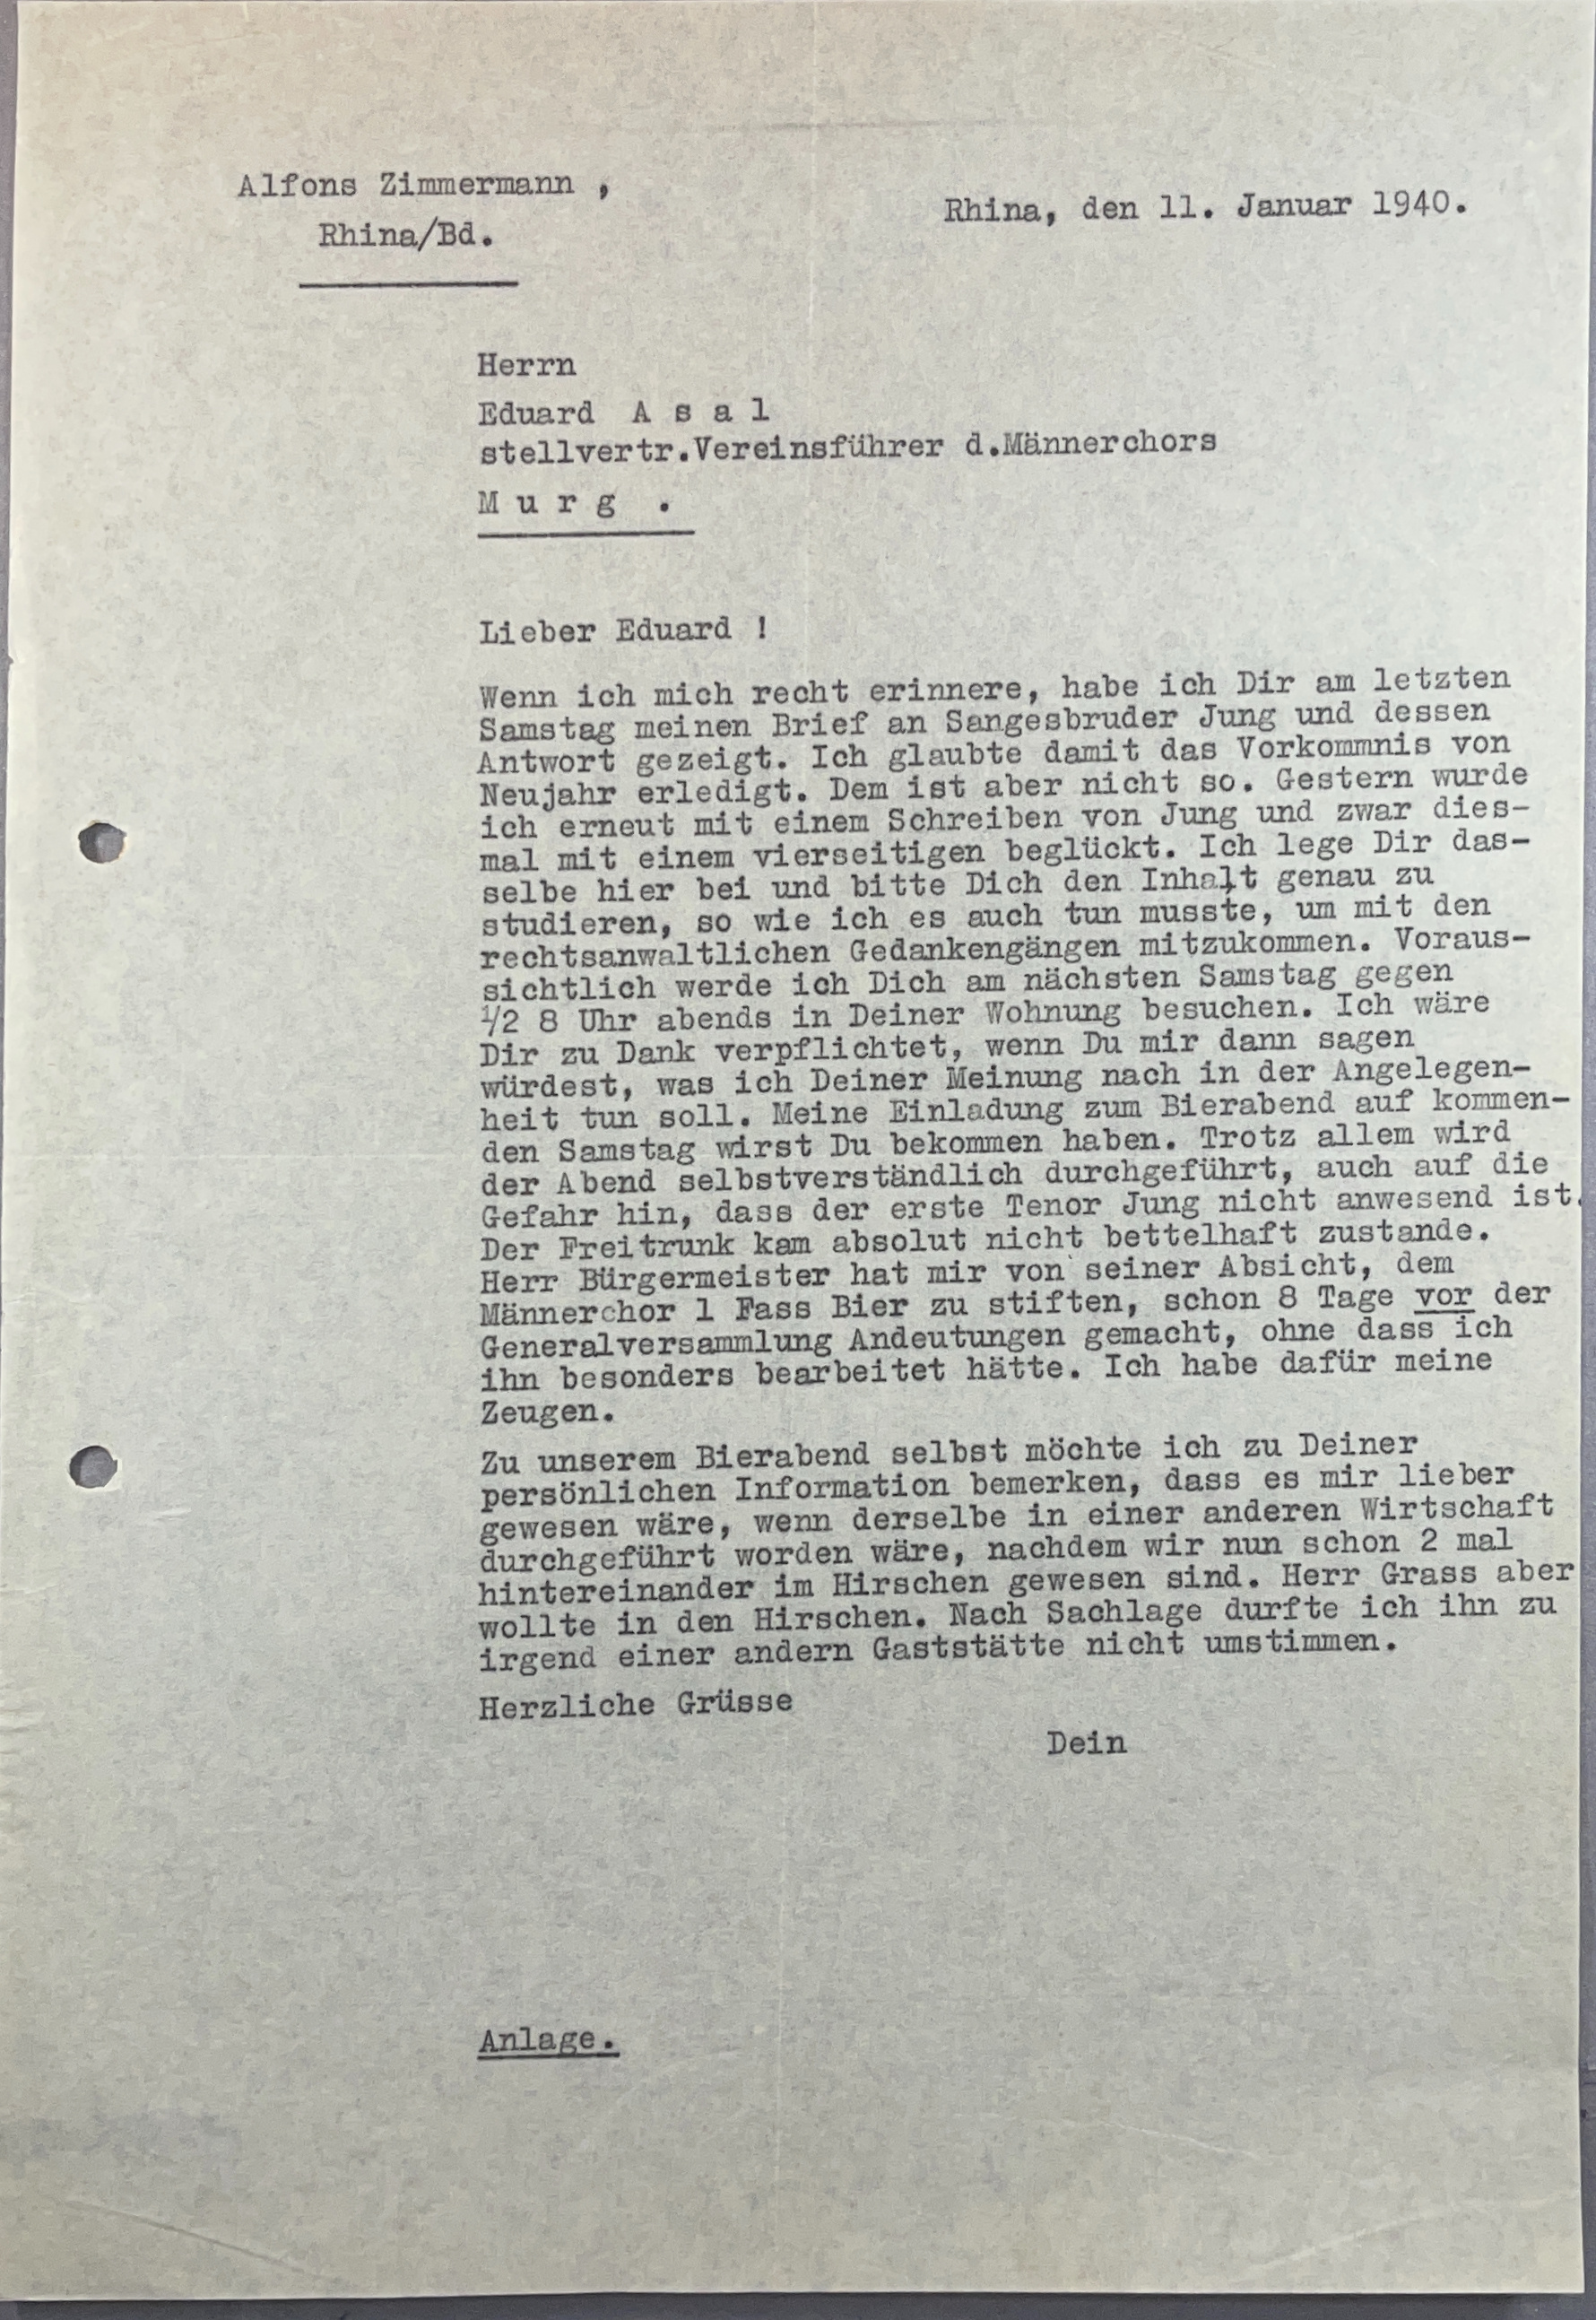 Alfons Zimmermann ,
Rhina/Bd.
Rhina, den 11. Januar 1940.
Herrn
Eduard A s a l
stellvertr.Vereinsführer d.Männerchors
M u r g .
Lieber Eduard !
Wenn ich mich recht erinnere, habe ich Dir am letzten
Samstag meinen Brief an Sangesbruder Jung und dessen
Antwort gezeigt. Ich glaubte damit das Vorkommnis von
Neujahr erledigt. Dem ist aber nicht so. Gestern wurde
ich erneut mit einem Schreiben von Jung und zwar dies-
mal mit einem vierseitigen beglückt. Ich lege Dir das-
selbe hier bei und bitte Dich den Inhalt genau zu
studieren, so wie ich es auch tun musste, um mit den
rechtsanwaltlichen Gedankengängen mitzukommen. Voraus-
sichtlich werde ich Dich am nächsten Samstag gegen
1/2 8 Uhr abends in Deiner Wohnung besuchen. Ich wäre
Dir zu Dank verpflichtet, wenn Du mir dann sagen
würdest, was ich Deiner Meinung nach in der Angelegen-
heit tun soll. Meine Einladung zum Bierabend auf kommen-
den Samstag wirst Du bekommen haben. Trotz allem wird
der Abend selbstverständlich durchgeführt, auch auf die
Gefahr hin, dass der erste Tenor Jung nicht anwesend ist.
Der Freitrunk kam absolut nicht bettelhaft zustande.
Herr Bürgermeister hat mir von seiner Absicht, dem
Männerchor 1 Fass Bier zu stiften, schon 8 Tage vor der
Generalversammlung Andeutungen gemacht, ohne dass ich
ihn besonders bearbeitet hätte. Ich habe dafür meine
Zeugen.
Zu unserem Bierabend selbst möchte ich zu Deiner
persönlichen Information bemerken, dass es mir lieber
gewesen wäre, wenn derselbe in einer anderen Wirtschaft
durchgeführt worden wäre, nachdem wir nun schon 2 mal
hintereinander im Hirschen gewesen sind. Herr Grass aber
wollte in den Hirschen. Nach Sachlage durfte ich ihn zu
irgend einer andern Gaststätte nicht umstimmen.
Herzliche Grüsse
Dein
Anlage.